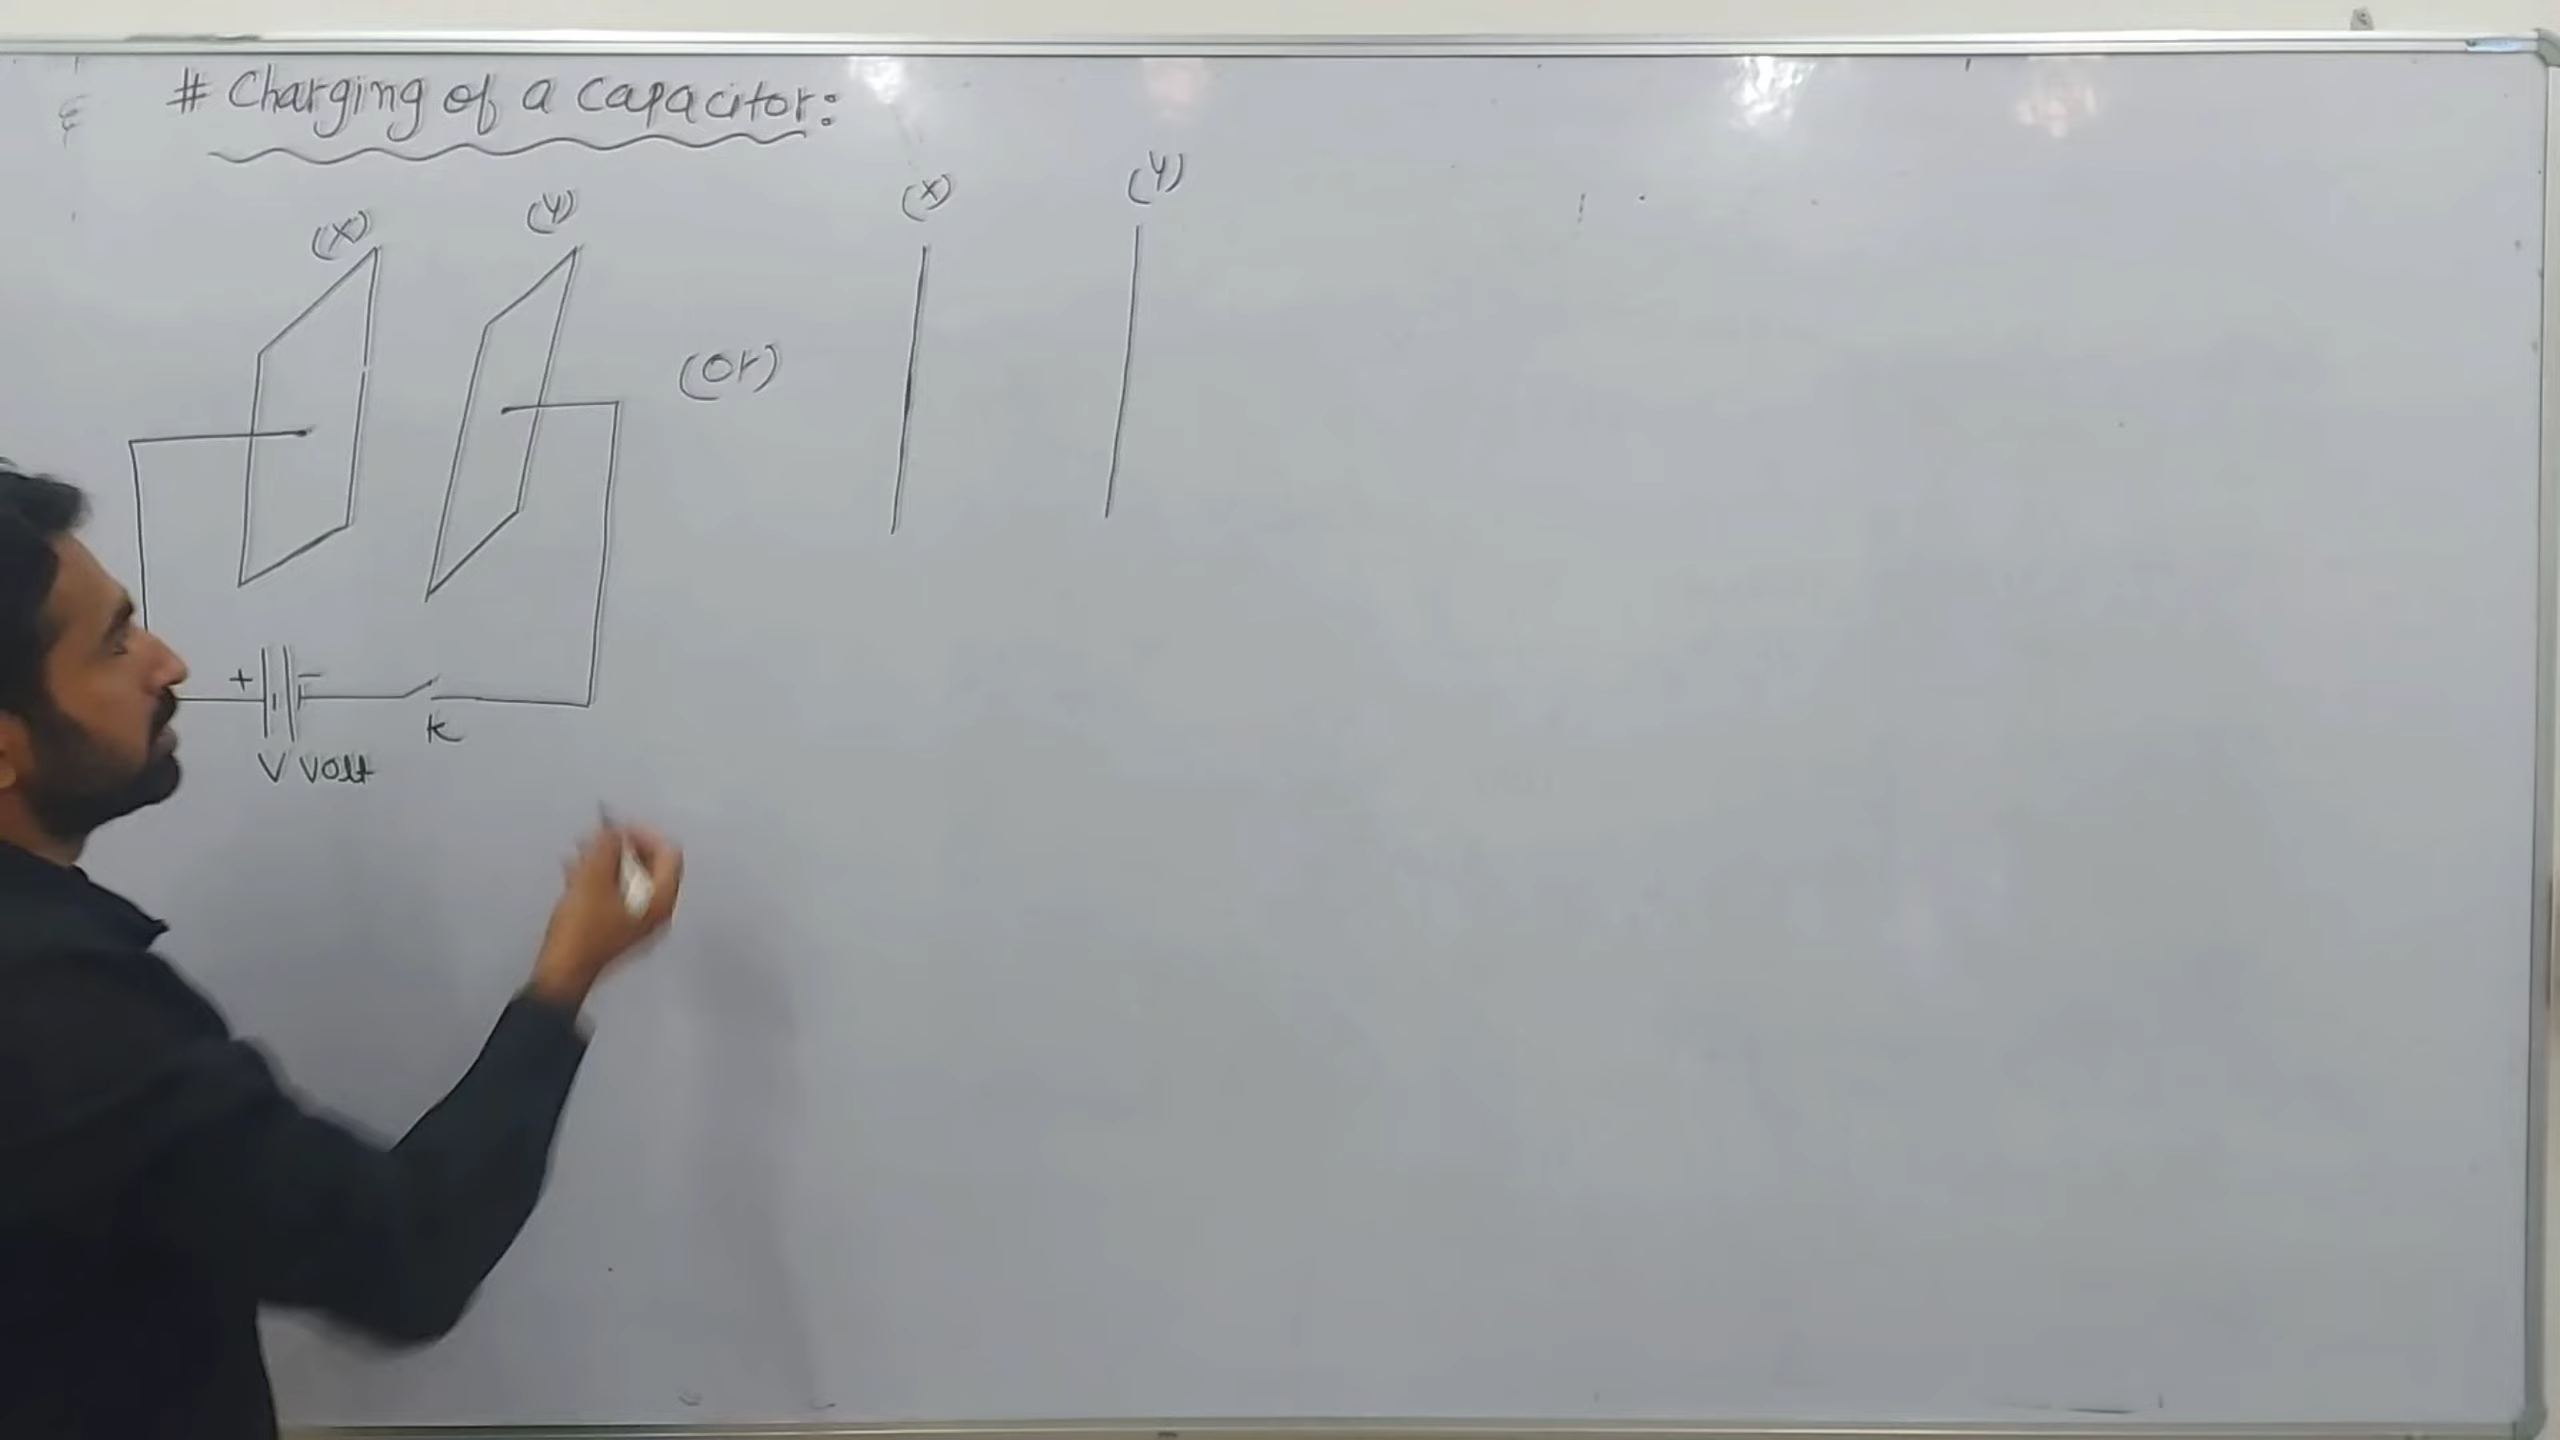 # Charging of a capacitor:
(X) (Y) (X) (Y)
(or)
+ −
K
V Volt